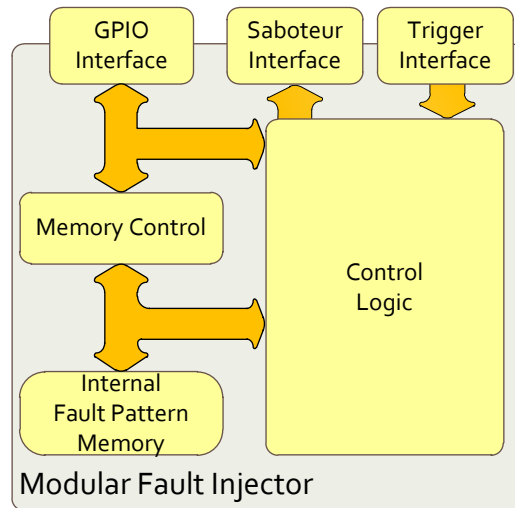 GPIO
Interface
Saboteur
Interface
Trigger
Interface
Memory Control
Control
Logic
Internal
Fault Pattern
Memory
Modular Fault Injector